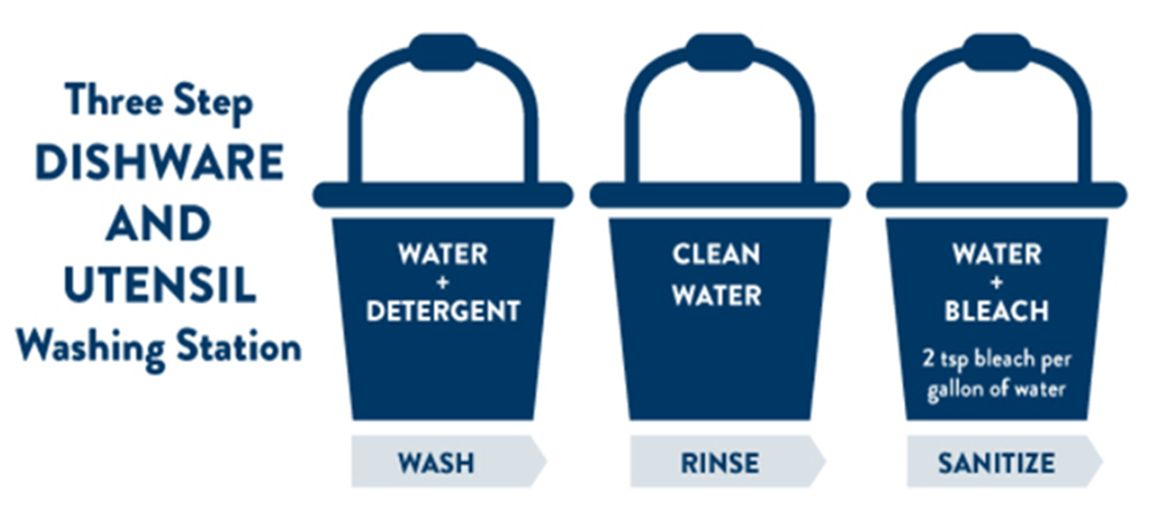 Three Step
DISHWARE
AND
UTENSIL
Washing Station
WATER
+
DETERGENT
WASH
CLEAN
WATER
RINSE
WATER
+
BLEACH
2 tsp bleach per
gallon of water
SANITIZE